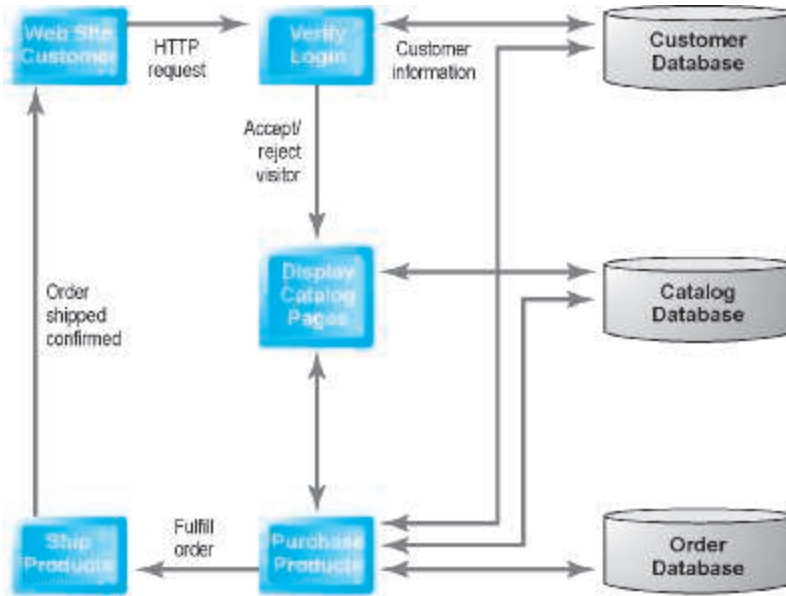 Web Site
Customer
HTTP
request
Verify
Login
Customer
information
Customer
Database
Accept/
reject
visitor
Display
Catalog
Pages
Catalog
Database
Order
shipped
confirmed
Ship
Products
Fulfill
order
Purchase
Products
Order
Database